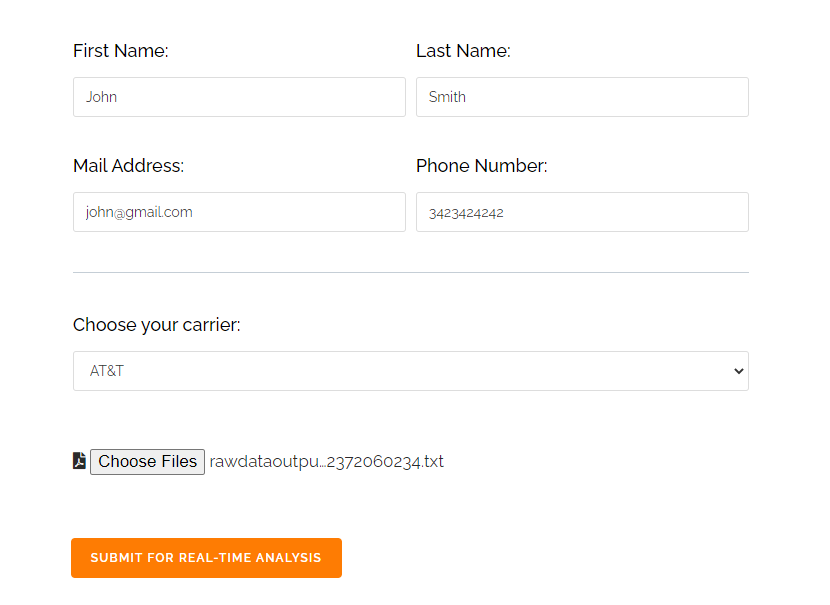 First Name:
Last Name:
John
Smith
Mail Address:
Phone Number:
john@gmail.com
3423424242
Choose your carrier:
AT&T
Choose Files rawdataoutpu...2372060234.txt
SUBMIT FOR REAL-TIME ANALYSIS